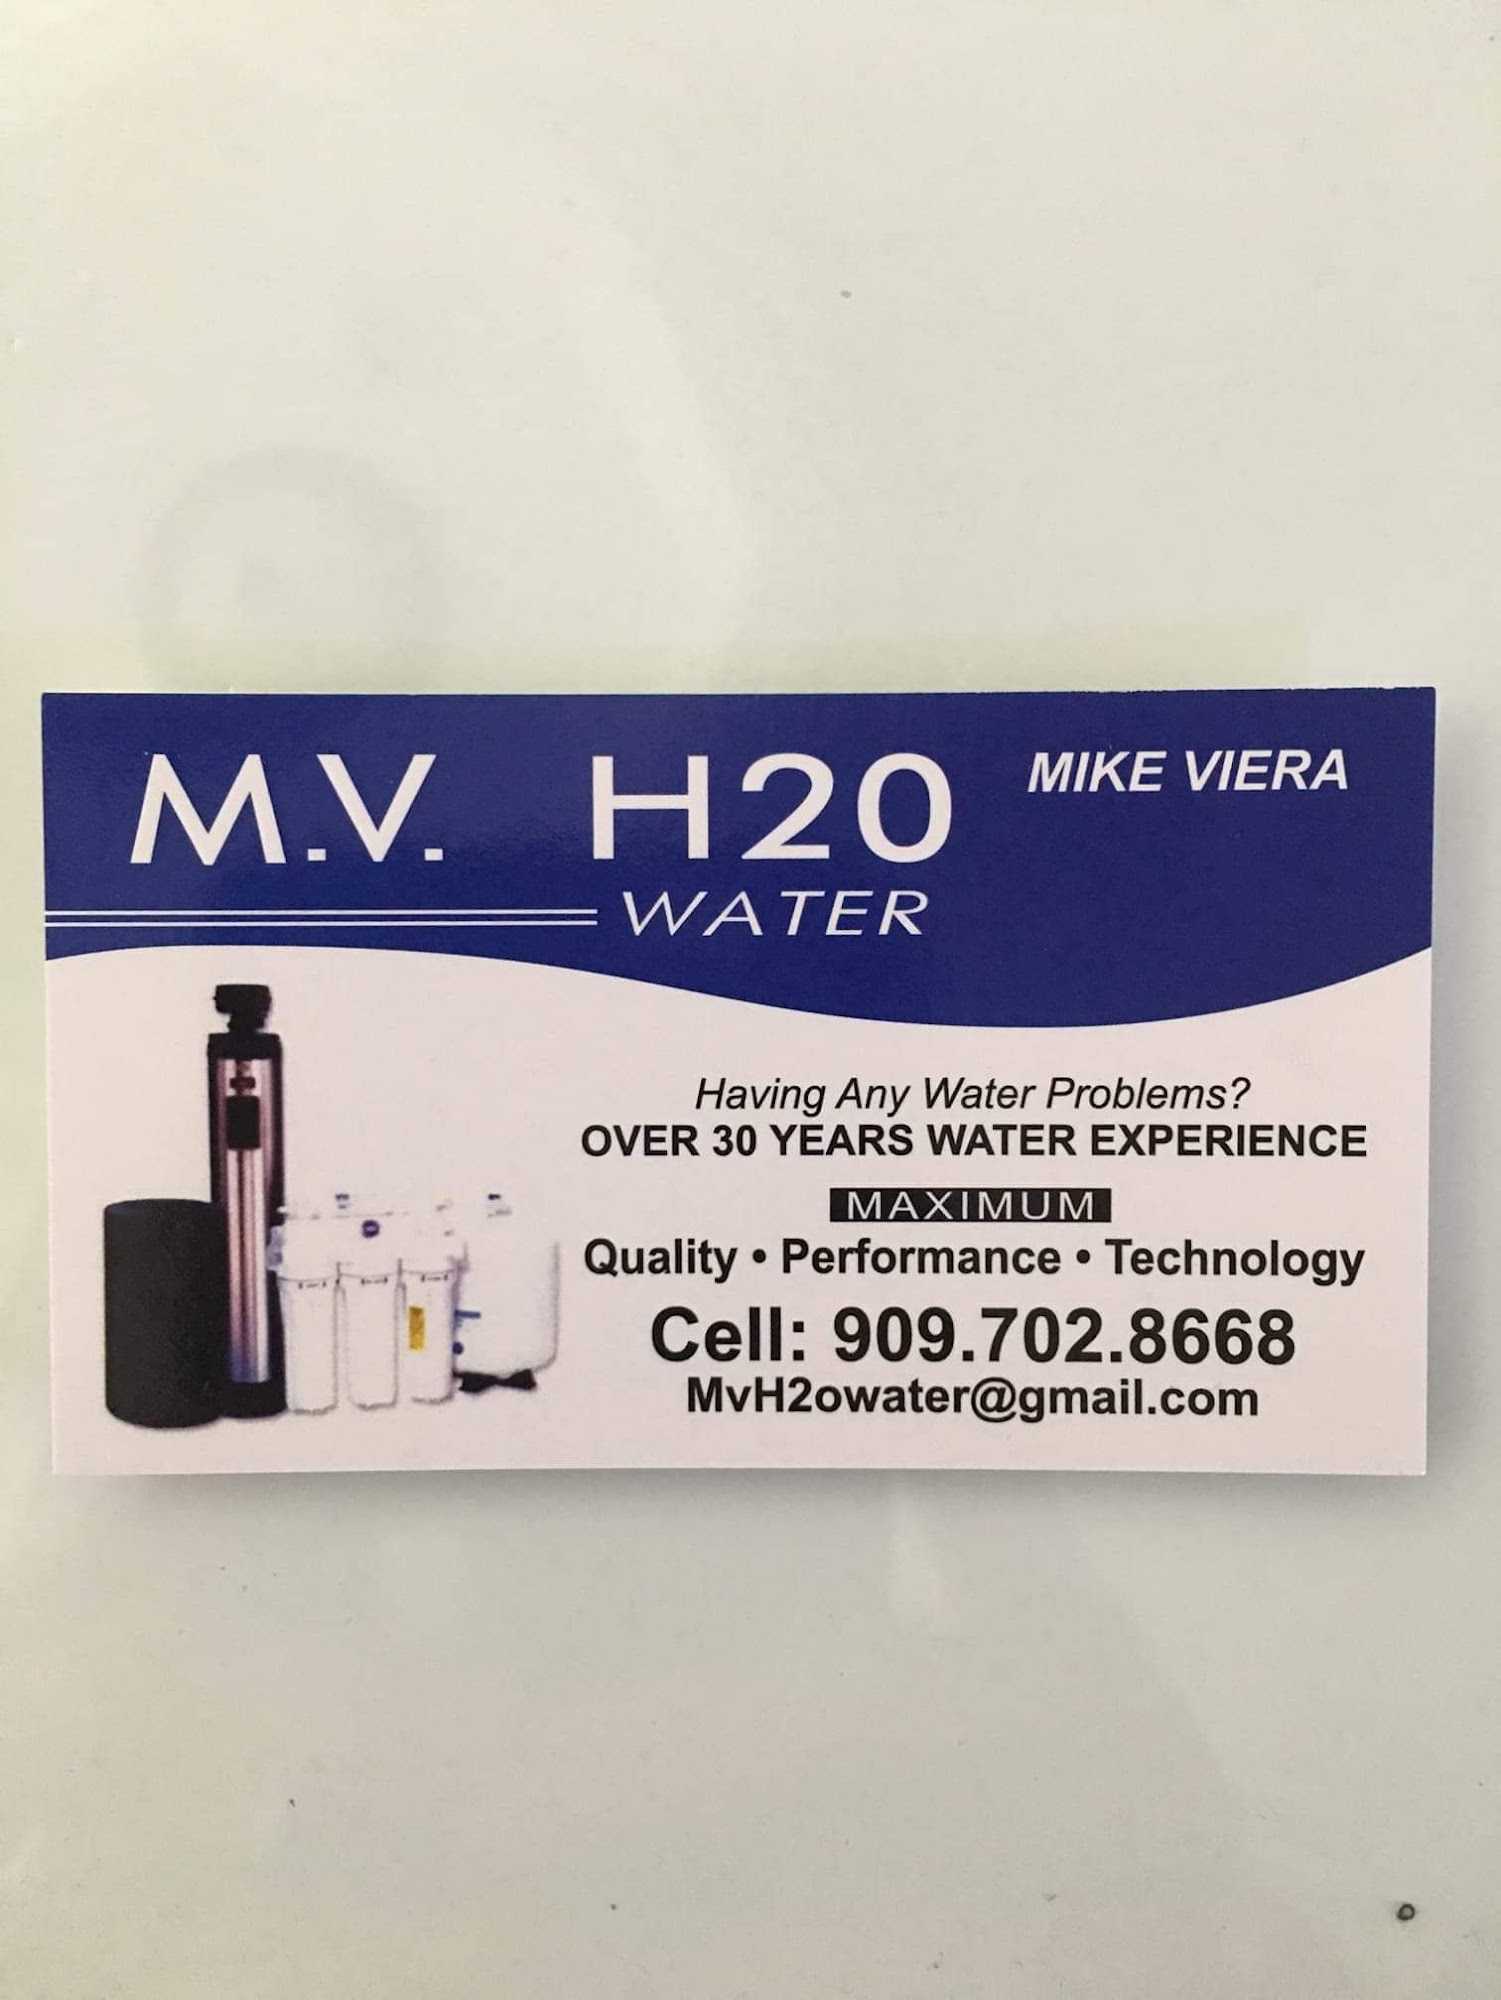 M.V. H20
MIKE VIERA
WATER
Having Any Water Problems?
OVER 30 YEARS WATER EXPERIENCE
MAXIMUM
Quality • Performance • Technology
Cell: 909.702.8668
MvH2owater@gmail.com